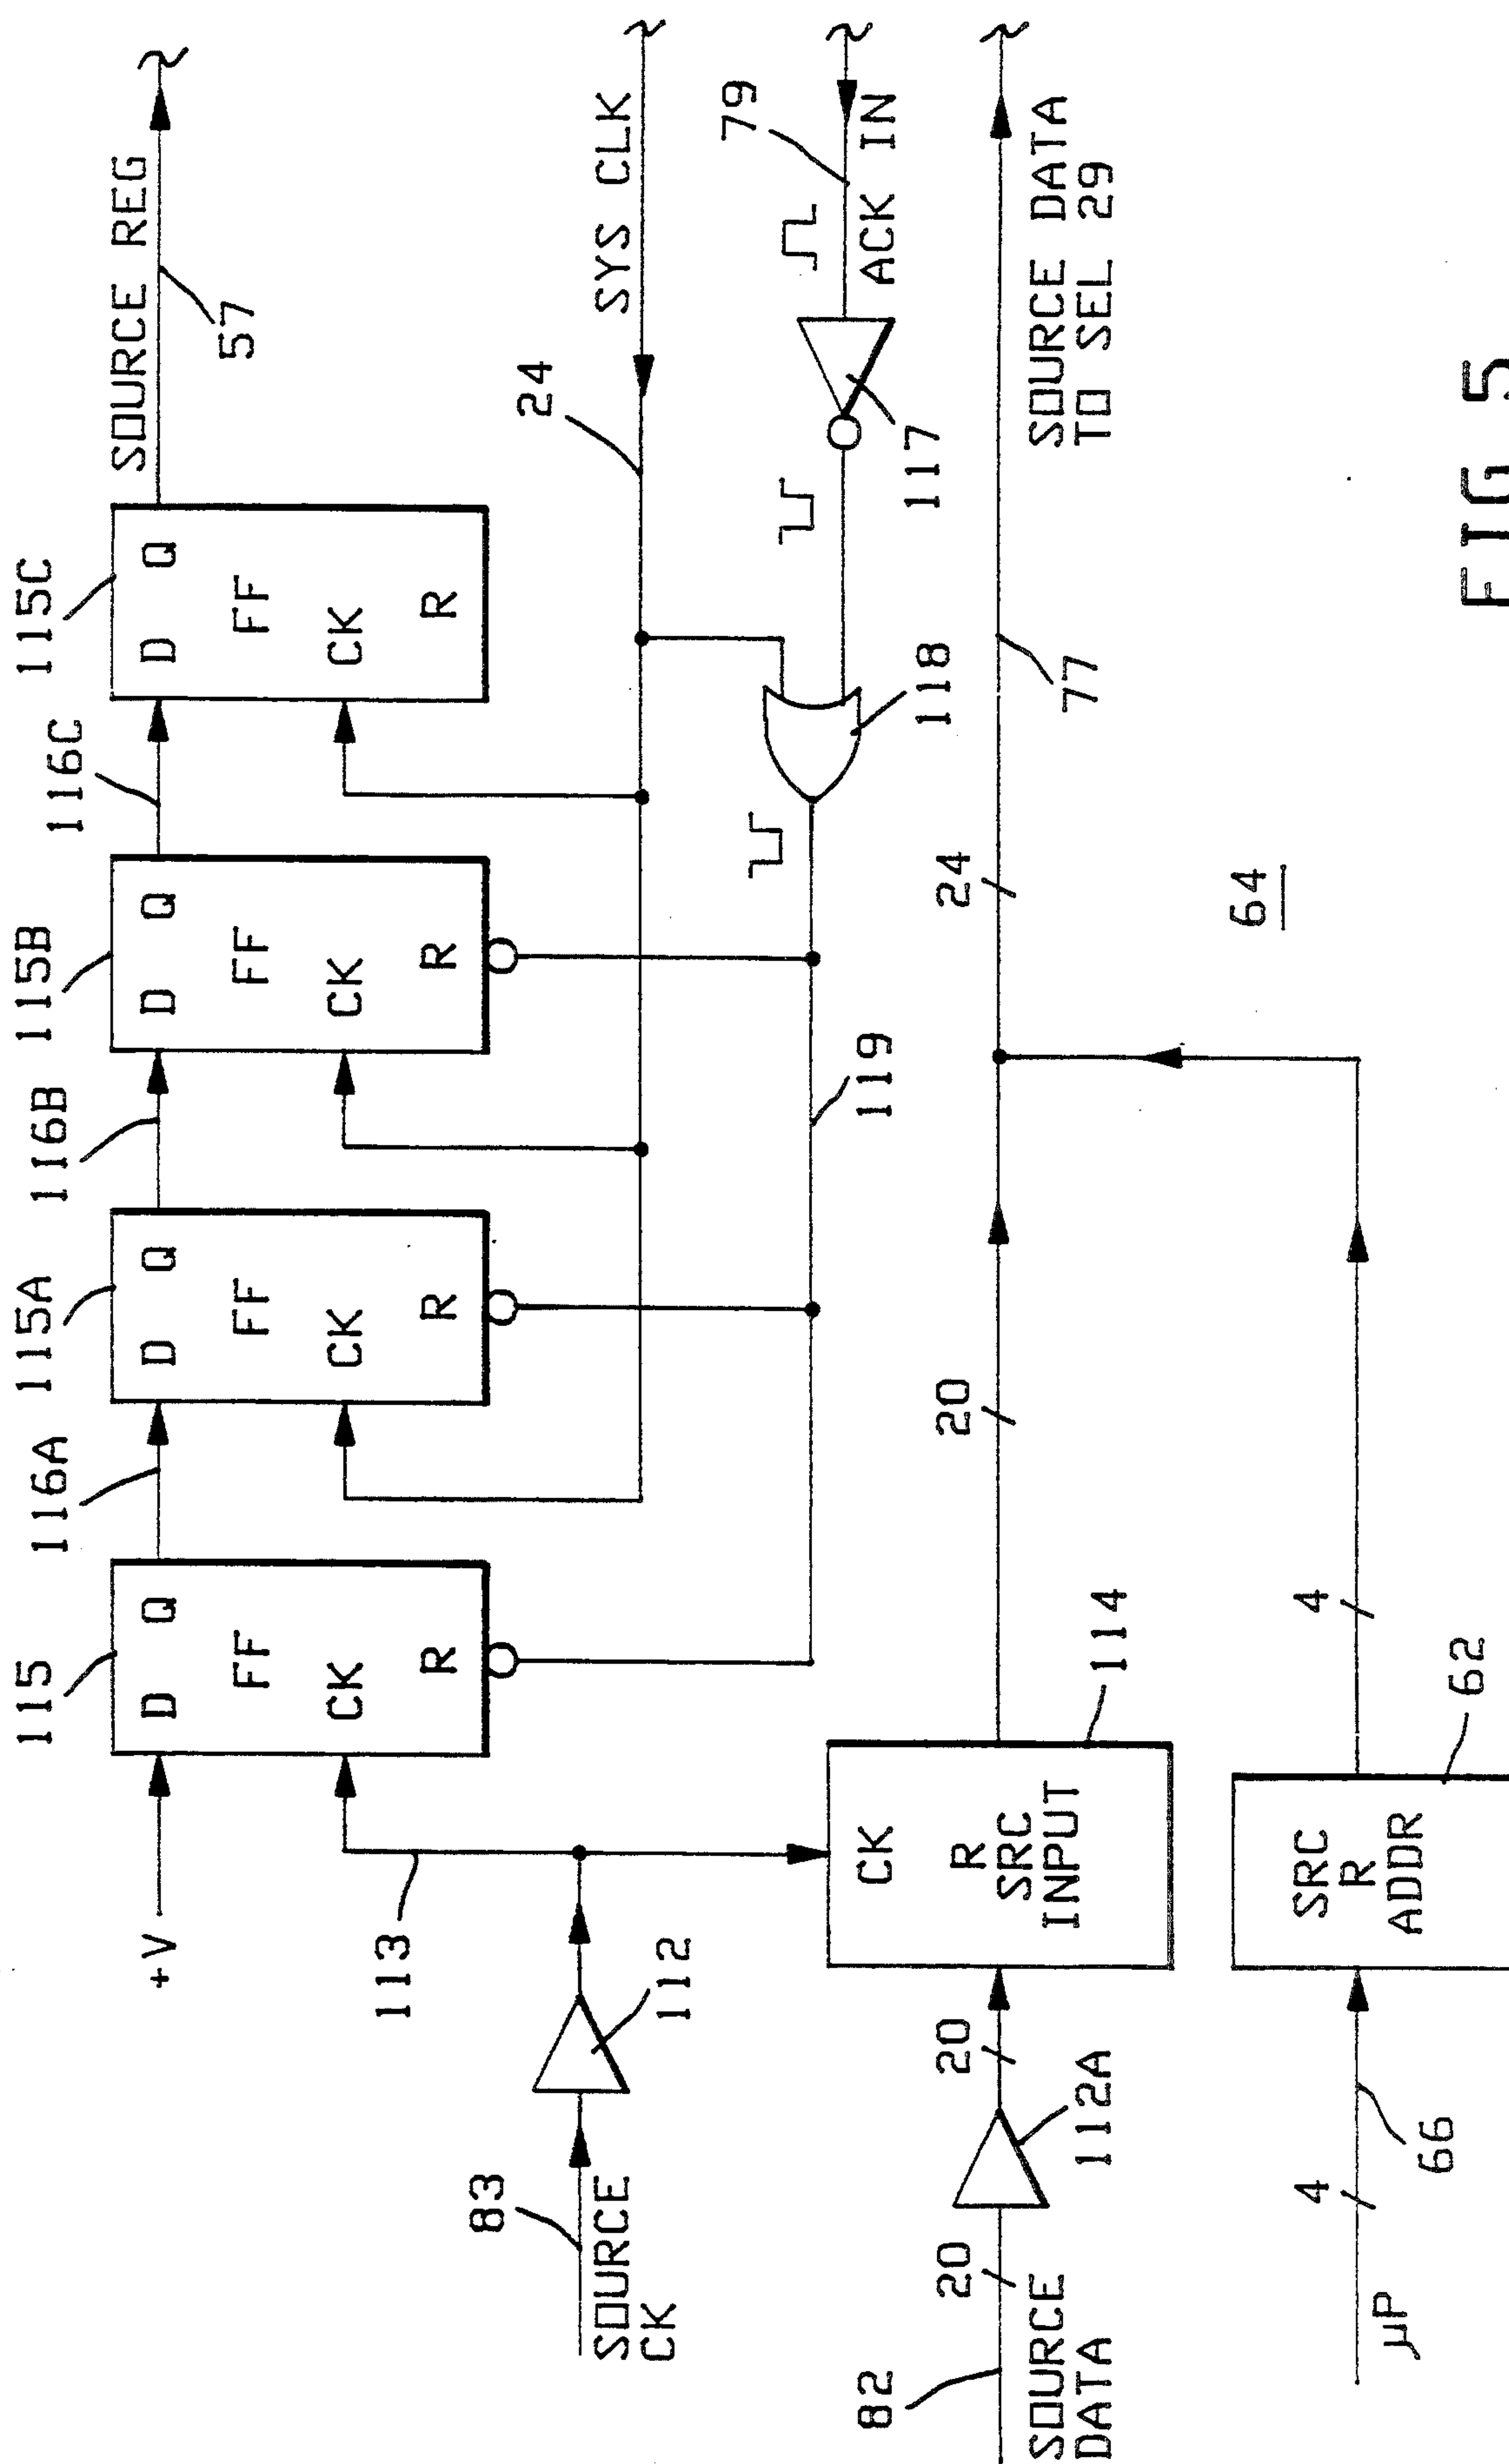 115
116A
115A
116B
115B
116C
115C
SOURCE REG
57
+V
D Q
FF
CK
R
D Q
FF
CK
R
D Q
FF
CK
R
D Q
FF
CK
R
113
24
SYS CLK
83
SOURCE
CK
112
79
ACK IN
117
118
119
82
SOURCE
DATA
20
112A
20
CK
R
SRC
INPUT
114
20
24
77
SOURCE DATA
TO SEL 29
µP
4
66
SRC
R
ADDR
62
4
64
FIG 5